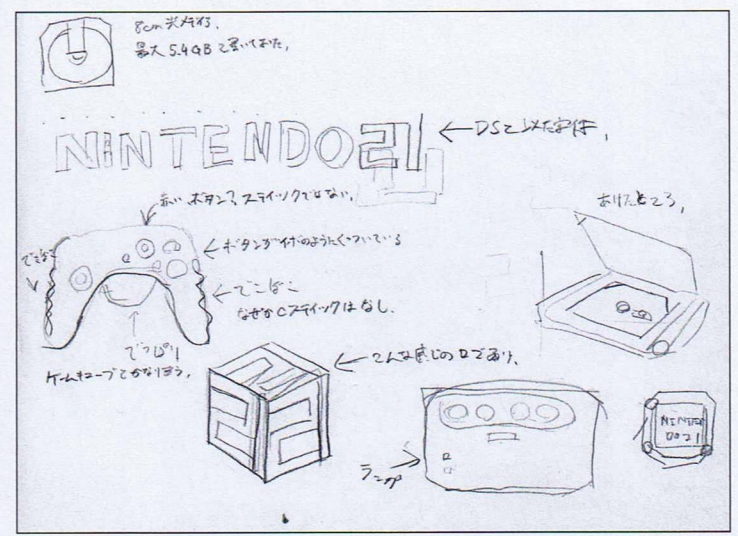 8cm光メディア。
最大5.4GBと書いてあった。
NINTENDO21
←DSと似た字体。
赤いボタン？スティックではない。
あけたところ。
でこぼこ
←ボタンがイボのようにくっついている
←でこぼこ
なぜかCスティックはなし。
でっぱり
ゲームキューブとかなり違う。
←こんな感じのロゴあり。
ランプ
NINTEN
DO21